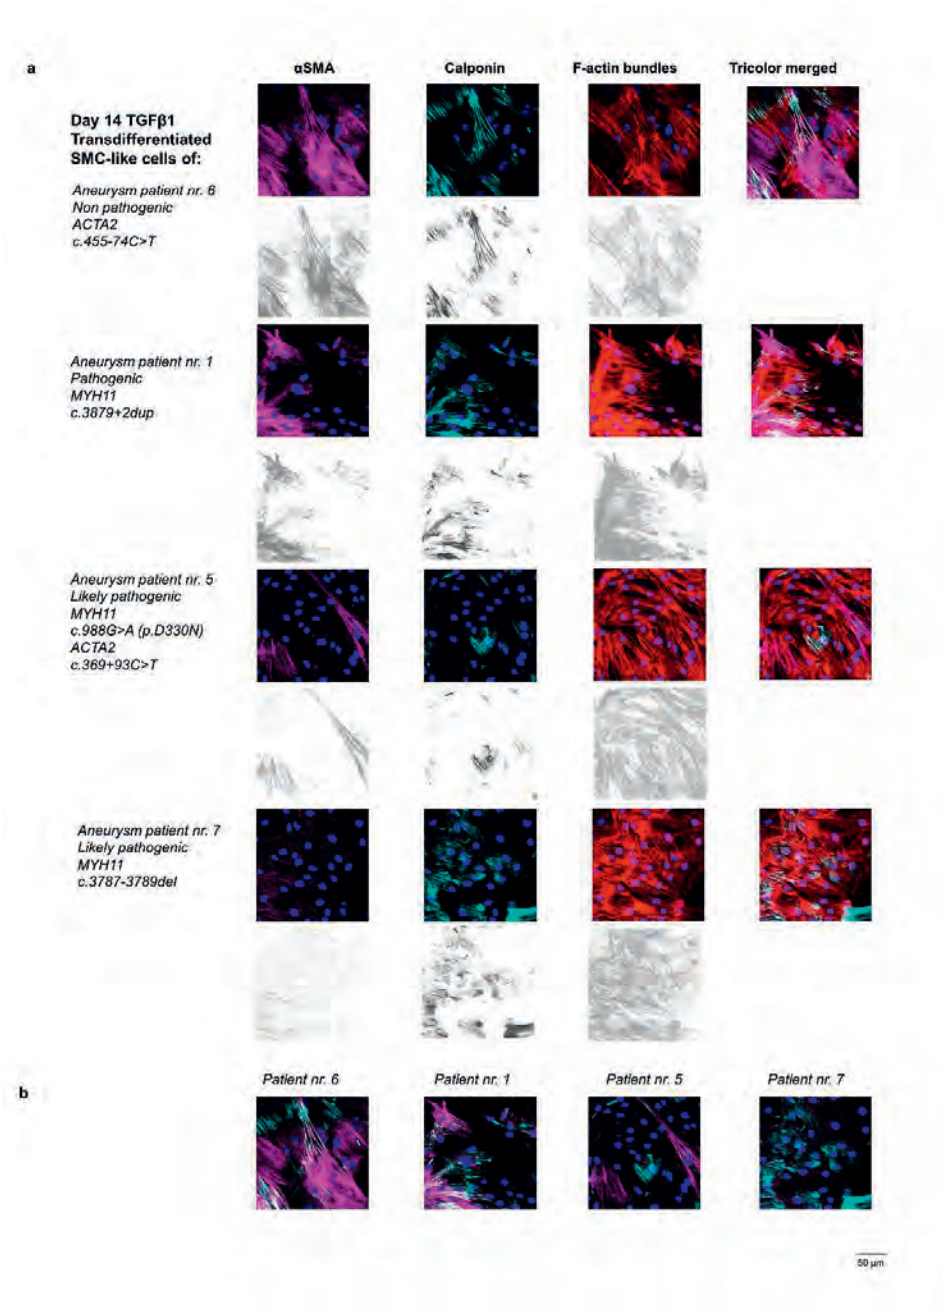 a
αSMA Calponin F-actin bundles Tricolor merged
Day 14 TGFβ1
Transdifferentiated
SMC-like cells of:
Aneurysm patient nr. 6
Non pathogenic
ACTA2
c.455-74C>T
Aneurysm patient nr. 1
Pathogenic
MYH11
c.3879+2dup
Aneurysm patient nr. 5
Likely pathogenic
MYH11
c.988G>A (p.D330N)
ACTA2
c.369+93C>T
Aneurysm patient nr. 7
Likely pathogenic
MYH11
c.3787-3789del
b
Patient nr. 6 Patient nr. 1 Patient nr. 5 Patient nr. 7
50 µm